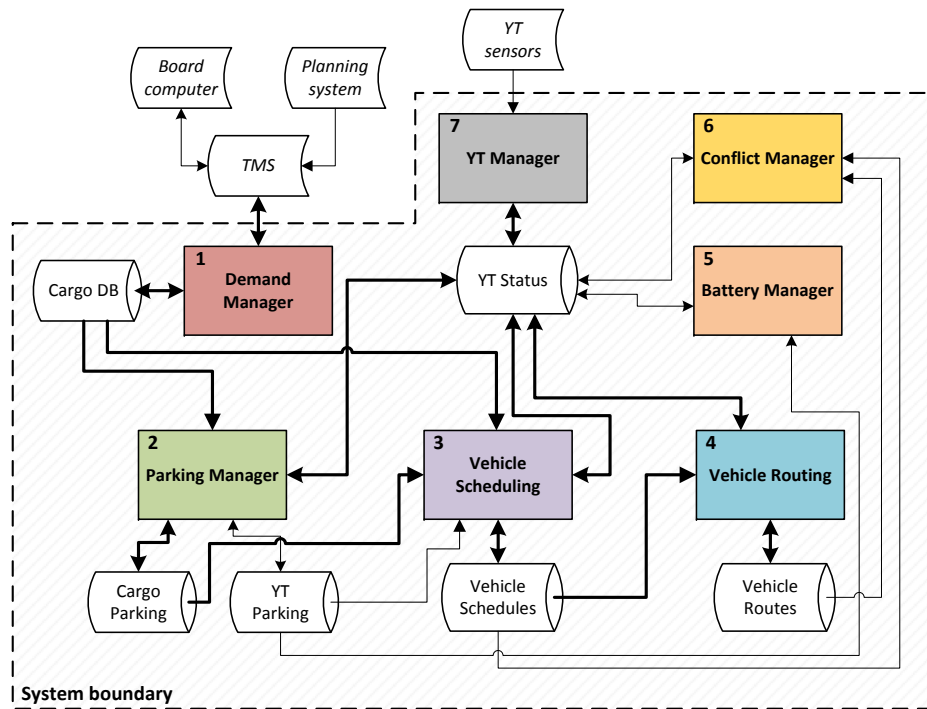 YT
sensors
Board
computer
Planning
system
TMS
7
YT Manager
6
Conflict Manager
1
Demand
Manager
Cargo DB
YT Status
5
Battery Manager
2
Parking Manager
3
Vehicle
Scheduling
4
Vehicle Routing
Cargo
Parking
YT
Parking
Vehicle
Schedules
Vehicle
Routes
System boundary